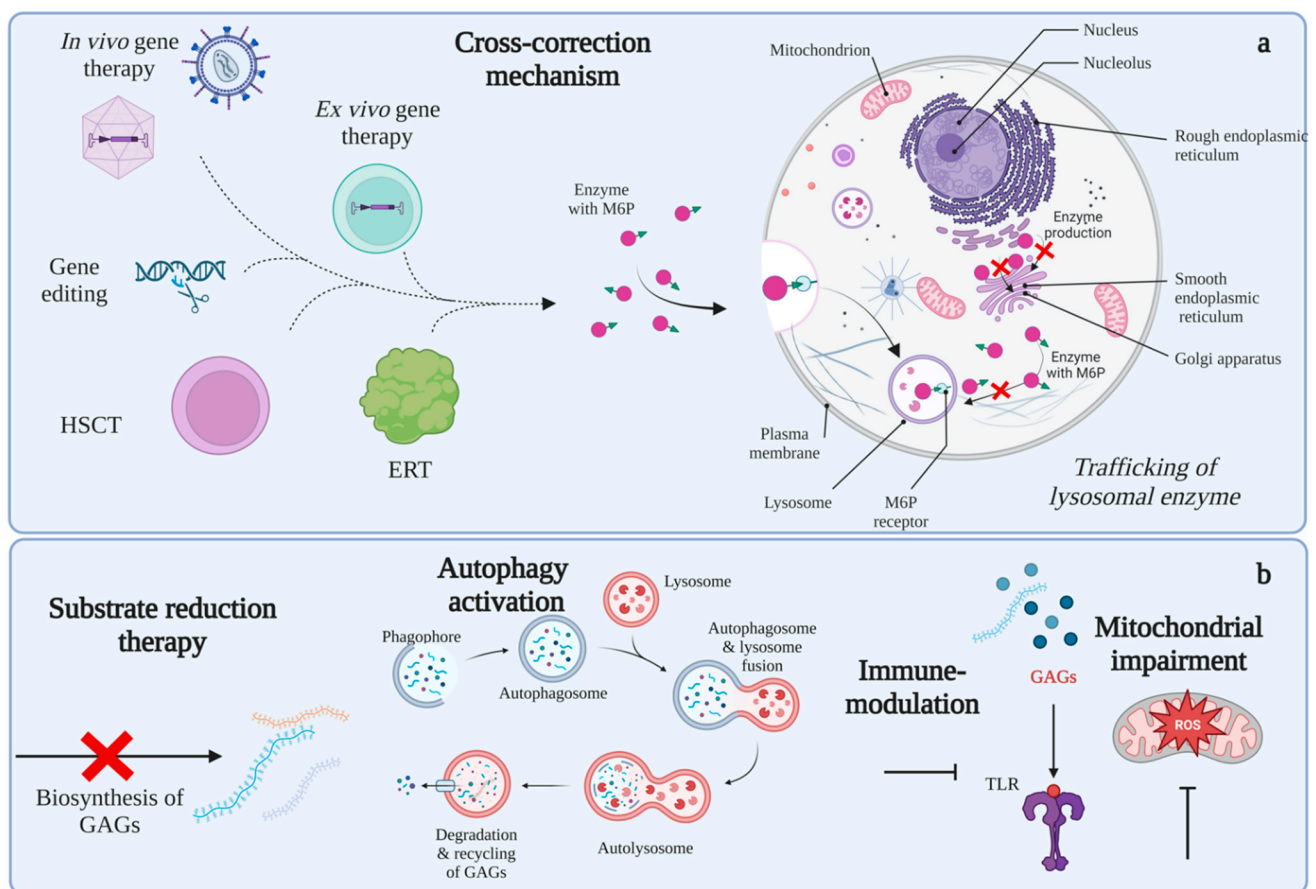 In vivo gene
therapy
Cross-correction
mechanism
a
Ex vivo gene
therapy
Gene
editing
HSCT
ERT
Enzyme
with M6P
Mitochondrion
Nucleus
Nucleolus
Rough endoplasmic
reticulum
Enzyme
production
Smooth
endoplasmic
reticulum
Golgi apparatus
Enzyme
with M6P
Plasma
membrane
Lysosome
M6P
receptor
Trafficking of
lysosomal enzyme
b
Substrate reduction
therapy
Biosynthesis of
GAGs
Autophagy
activation
Phagophore
Autophagosome
Lysosome
Autophagosome
& lysosome
fusion
Autolysosome
Degradation
& recycling
of GAGs
Immune-
modulation
GAGs
TLR
Mitochondrial
impairment
ROS